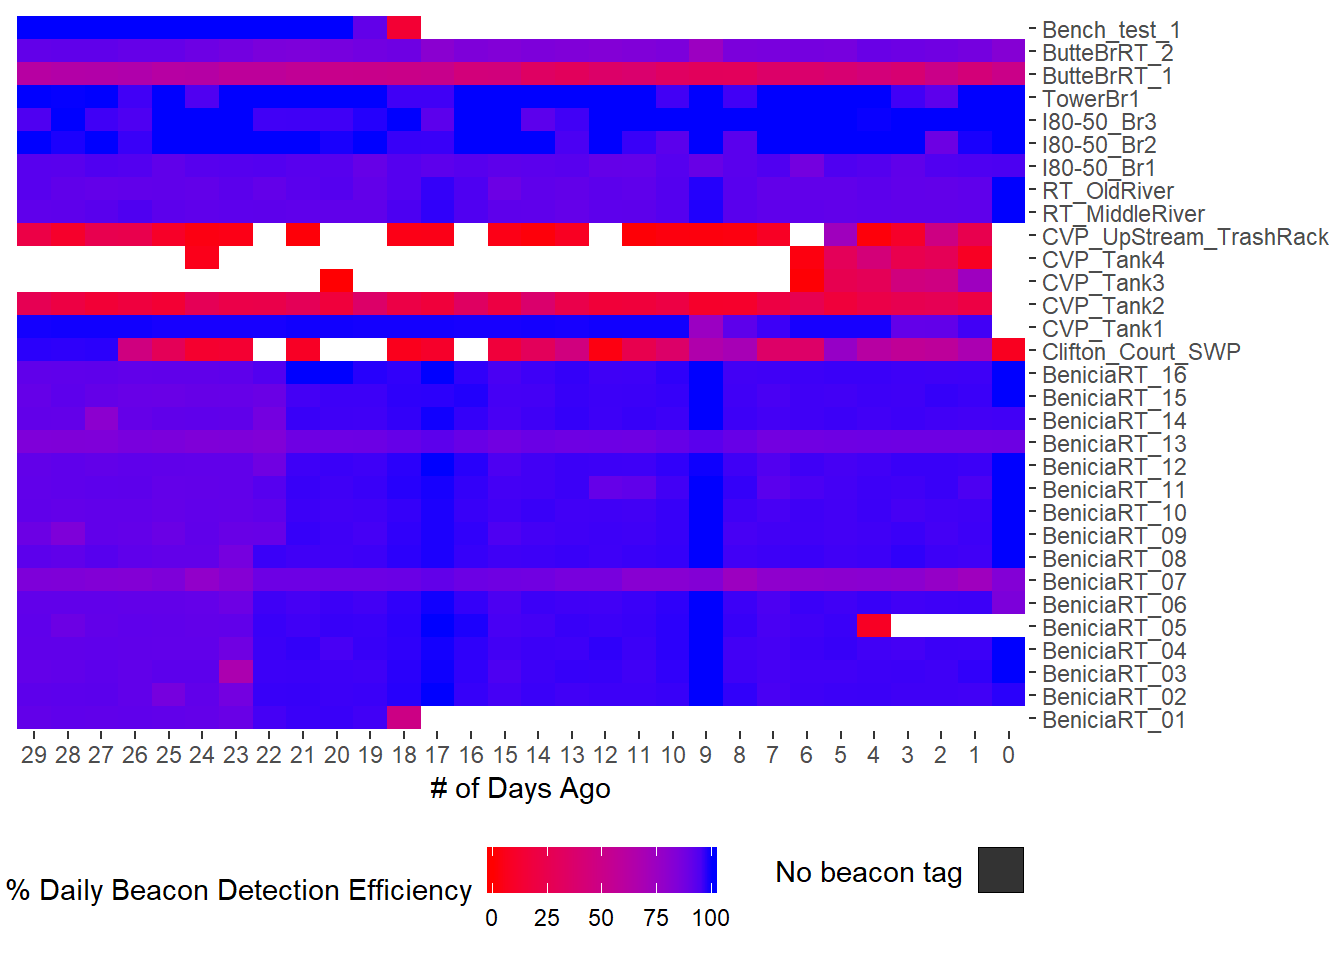 Bench_test_1
ButteBrRT_2
ButteBrRT_1
TowerBr1
I80-50_Br3
I80-50_Br2
I80-50_Br1
RT_OldRiver
RT_MiddleRiver
CVP_UpStream_TrashRack
CVP_Tank4
CVP_Tank3
CVP_Tank2
CVP_Tank1
Clifton_Court_SWP
BeniciaRT_16
BeniciaRT_15
BeniciaRT_14
BeniciaRT_13
BeniciaRT_12
BeniciaRT_11
BeniciaRT_10
BeniciaRT_09
BeniciaRT_08
BeniciaRT_07
BeniciaRT_06
BeniciaRT_05
BeniciaRT_04
BeniciaRT_03
BeniciaRT_02
BeniciaRT_01
29 28 27 26 25 24 23 22 21 20 19 18 17 16 15 14 13 12 11 10 9 8 7 6 5 4 3 2 1 0
# of Days Ago
% Daily Beacon Detection Efficiency
0 25 50 75 100
No beacon tag